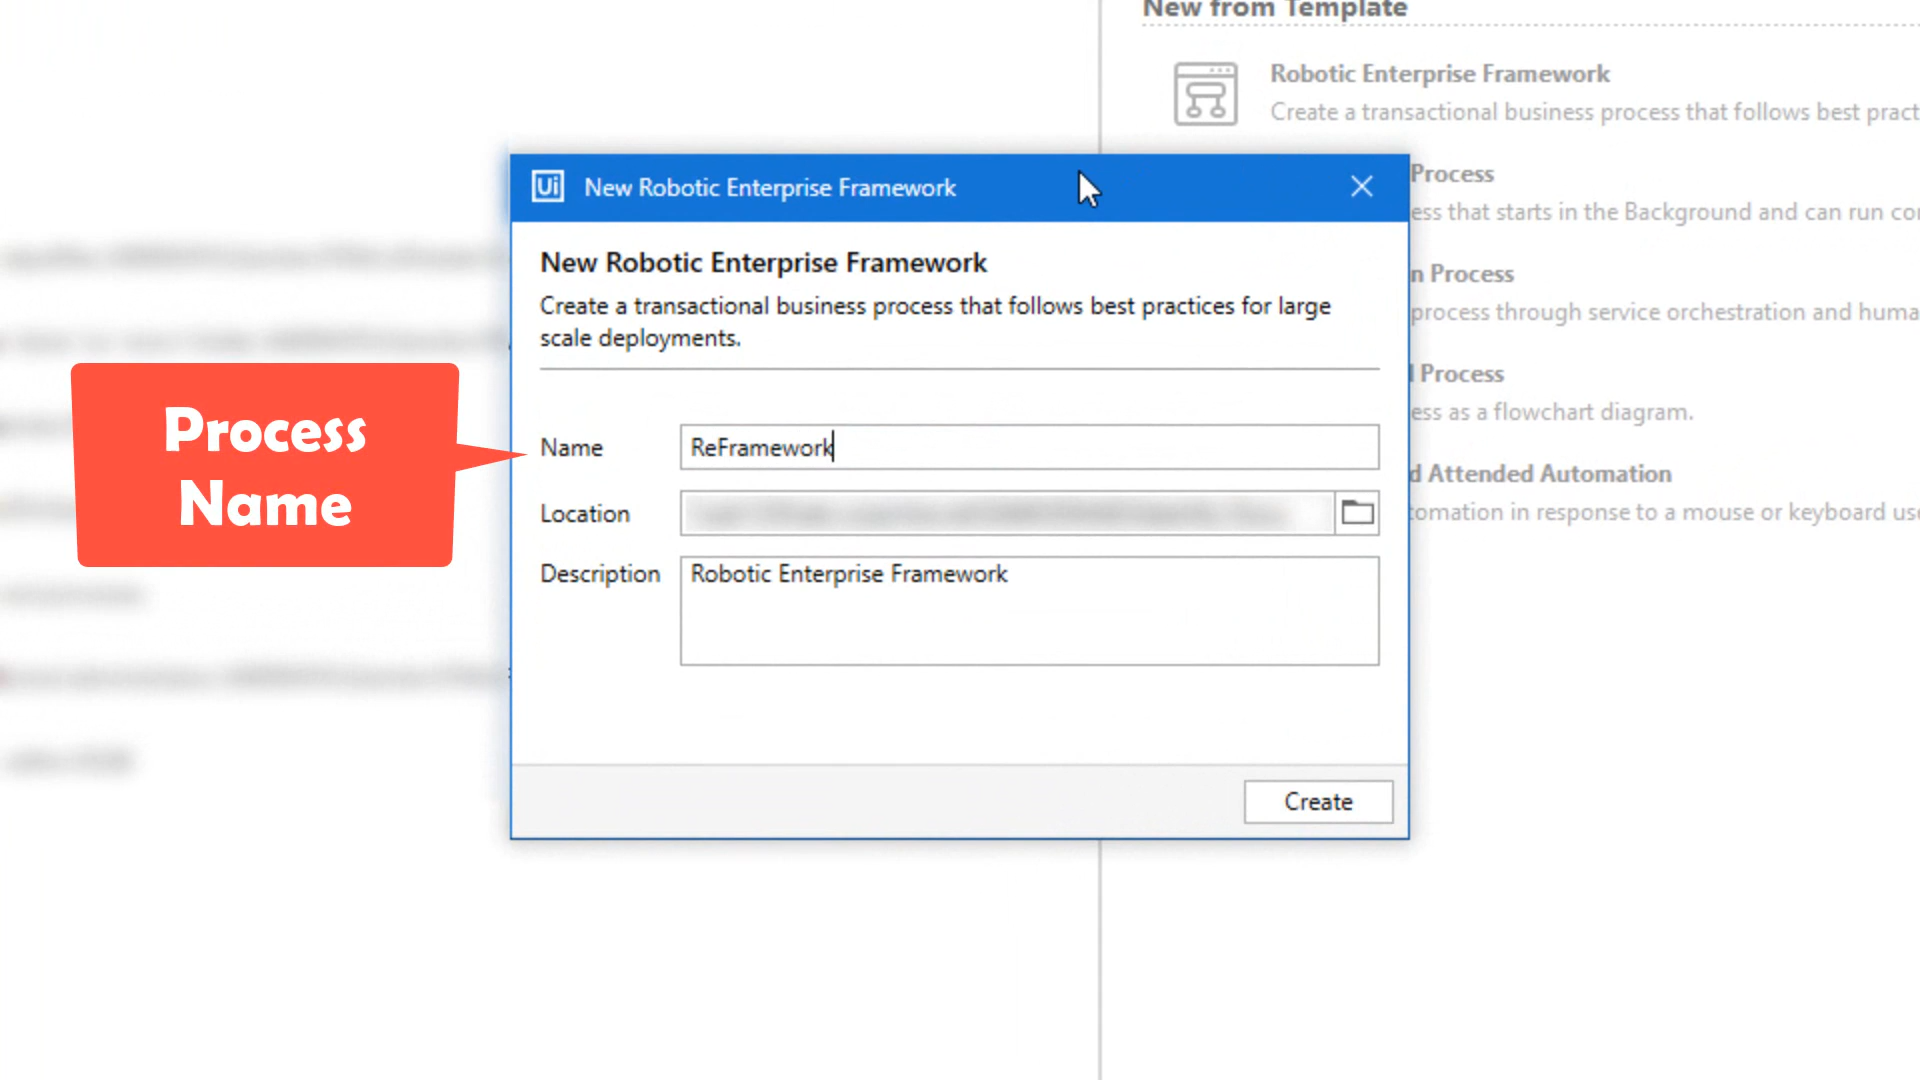 New from Template
Robotic Enterprise Framework
Create a transactional business process that follows best pract
Process
ess that starts in the Background and can run co
n Process
process through service orchestration and huma
Process
ess as a flowchart diagram.
d Attended Automation
omation in response to a mouse or keyboard us
Ui New Robotic Enterprise Framework
New Robotic Enterprise Framework
Create a transactional business process that follows best practices for large
scale deployments.
Process
Name
Name ReFramework
Location
Description Robotic Enterprise Framework
Create